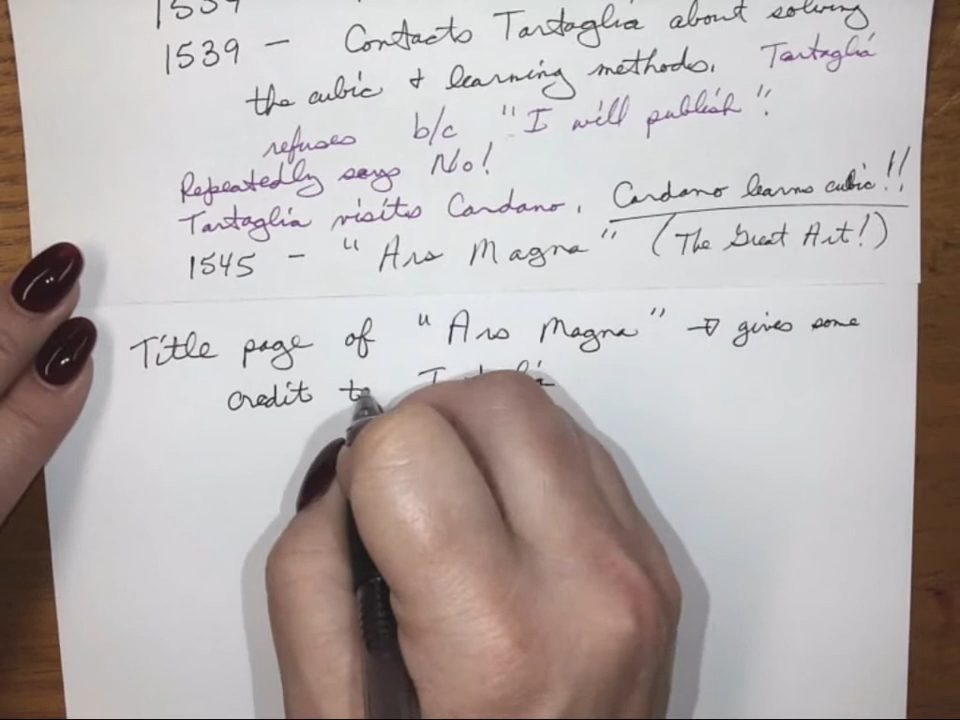 1539 - Contacts Tartaglia about solving
the cubic & learning methods. Tartaglia
refuses b/c "I will publish".
Repeatedly says No!
Tartaglia visits Cardano. Cardano learns cubic!!
1545 - "Ars Magna" (The Great Art!)
Title page of "Ars Magna" → gives some
credit to